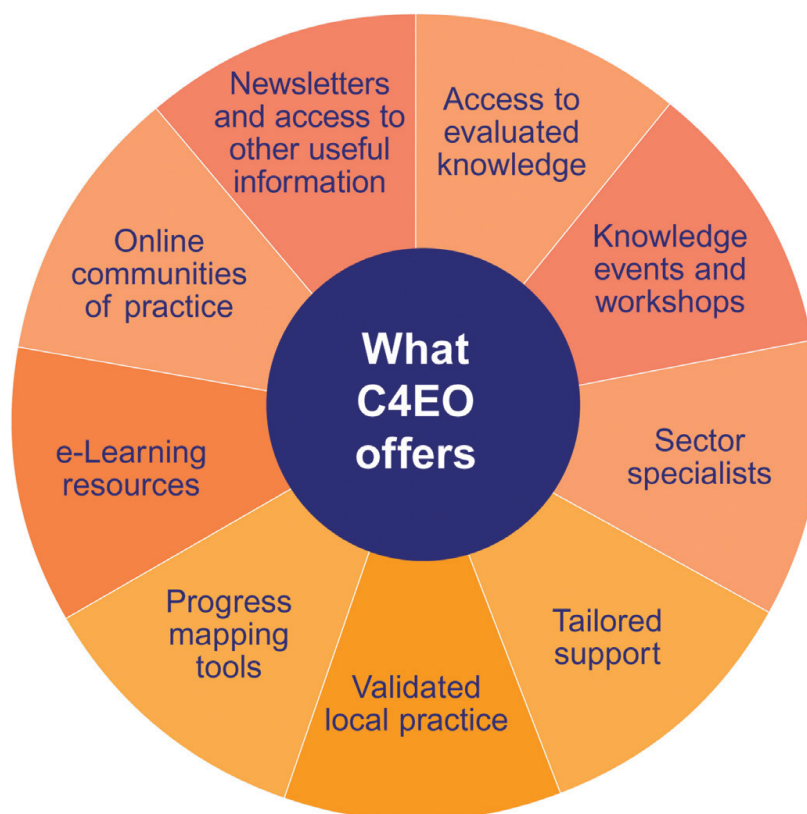 What
C4EO
offers
Access to
evaluated
knowledge
Knowledge
events and
workshops
Sector
specialists
Tailored
support
Validated
local practice
Progress
mapping
tools
e-Learning
resources
Online
communities
of practice
Newsletters
and access to
other useful
information